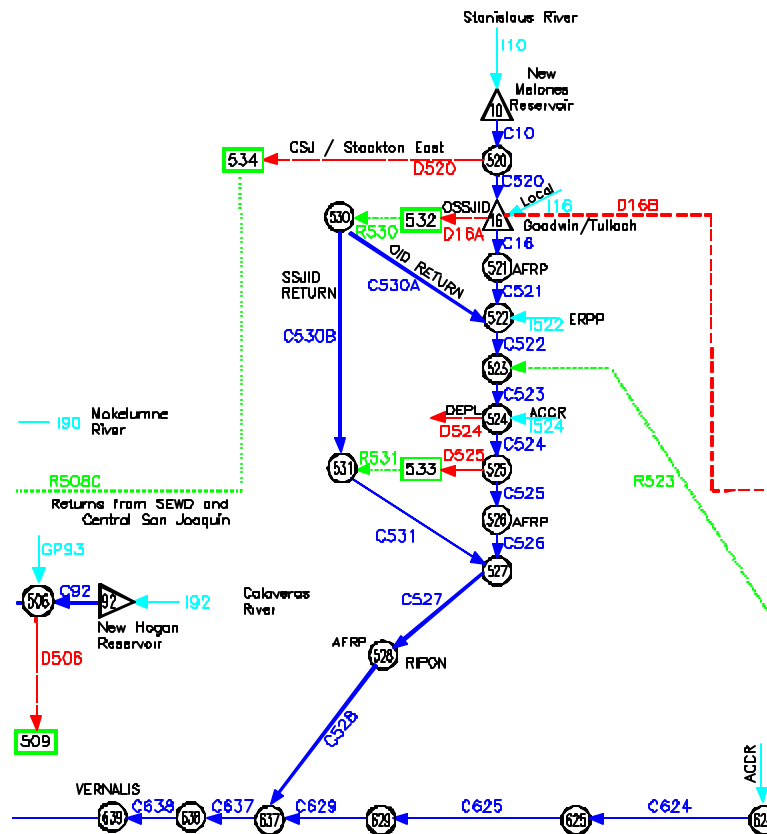 Stanislaus River
I10
New
Melones
Reservoir
10
C10
CSJ / Stockton East
534
D520
520
C520
Local
I16
D16B
OSSJID
530
R530
532
D16A
16
Goodwin/Tulloch
C16
OID RETURN
521
AFRP
SSJID
RETURN
C530A
C521
522
I522
ERPP
C530B
C522
523
C523
DEPL
ACCR
I90
Mokelumne
River
D524
524
I524
C524
R531
D525
531
533
525
R523
R508C
C525
Returns from SEWD and
Central San Joaquin
AFRP
C531
C526
GP93
527
C92
C527
506
92
I92
Calaveras
River
New Hogan
Reservoir
AFRP
528
RIPON
D506
C528
509
ACCR
VERNALIS
C638
C637
C629
C625
C624
639
638
637
629
625